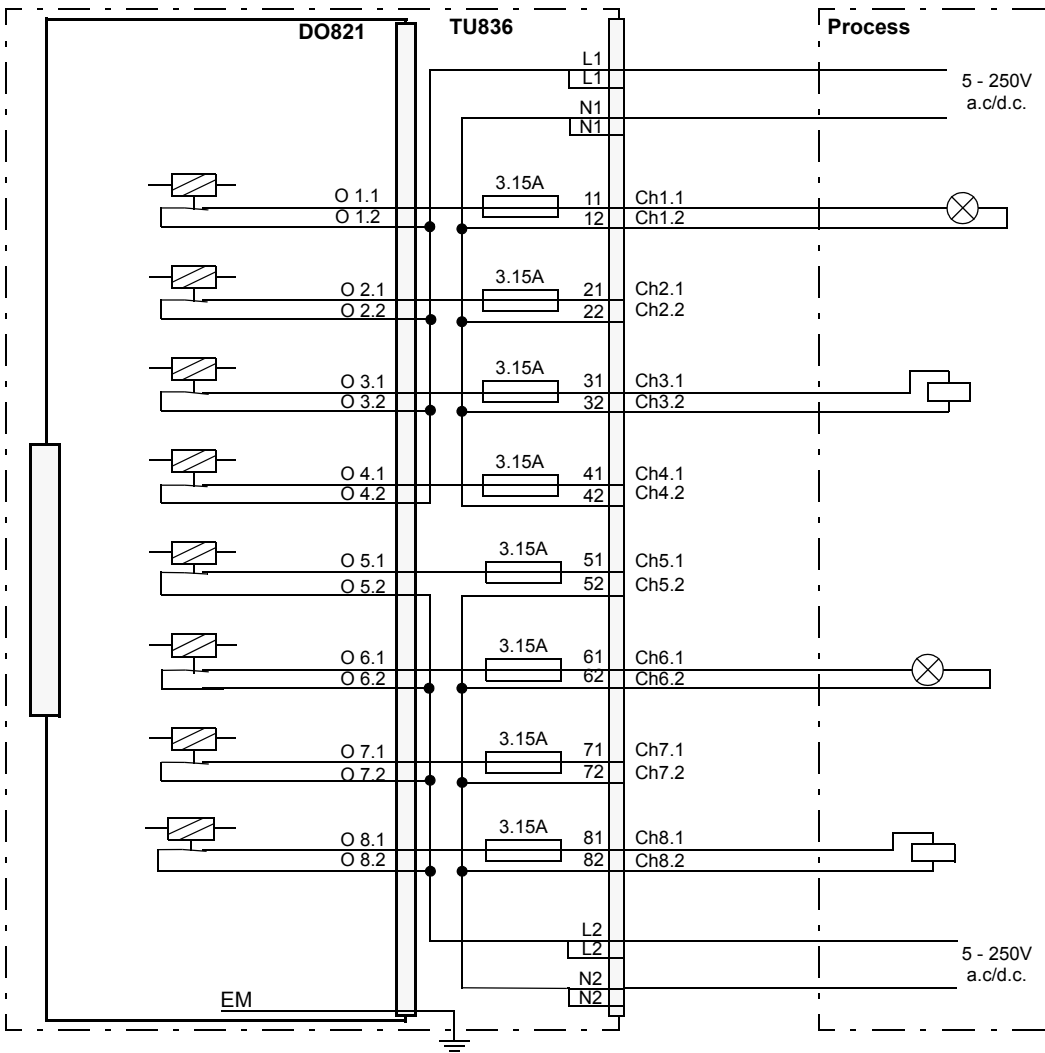 DO821
TU836
Process
L1
L1
5 - 250V
a.c/d.c.
N1
N1
3.15A
O 1.1
11
Ch1.1
O 1.2
12
Ch1.2
3.15A
O 2.1
21
Ch2.1
O 2.2
22
Ch2.2
3.15A
O 3.1
31
Ch3.1
O 3.2
32
Ch3.2
3.15A
O 4.1
41
Ch4.1
O 4.2
42
Ch4.2
3.15A
O 5.1
51
Ch5.1
O 5.2
52
Ch5.2
3.15A
O 6.1
61
Ch6.1
O 6.2
62
Ch6.2
3.15A
O 7.1
71
Ch7.1
O 7.2
72
Ch7.2
3.15A
O 8.1
81
Ch8.1
O 8.2
82
Ch8.2
L2
L2
5 - 250V
a.c/d.c.
N2
N2
EM